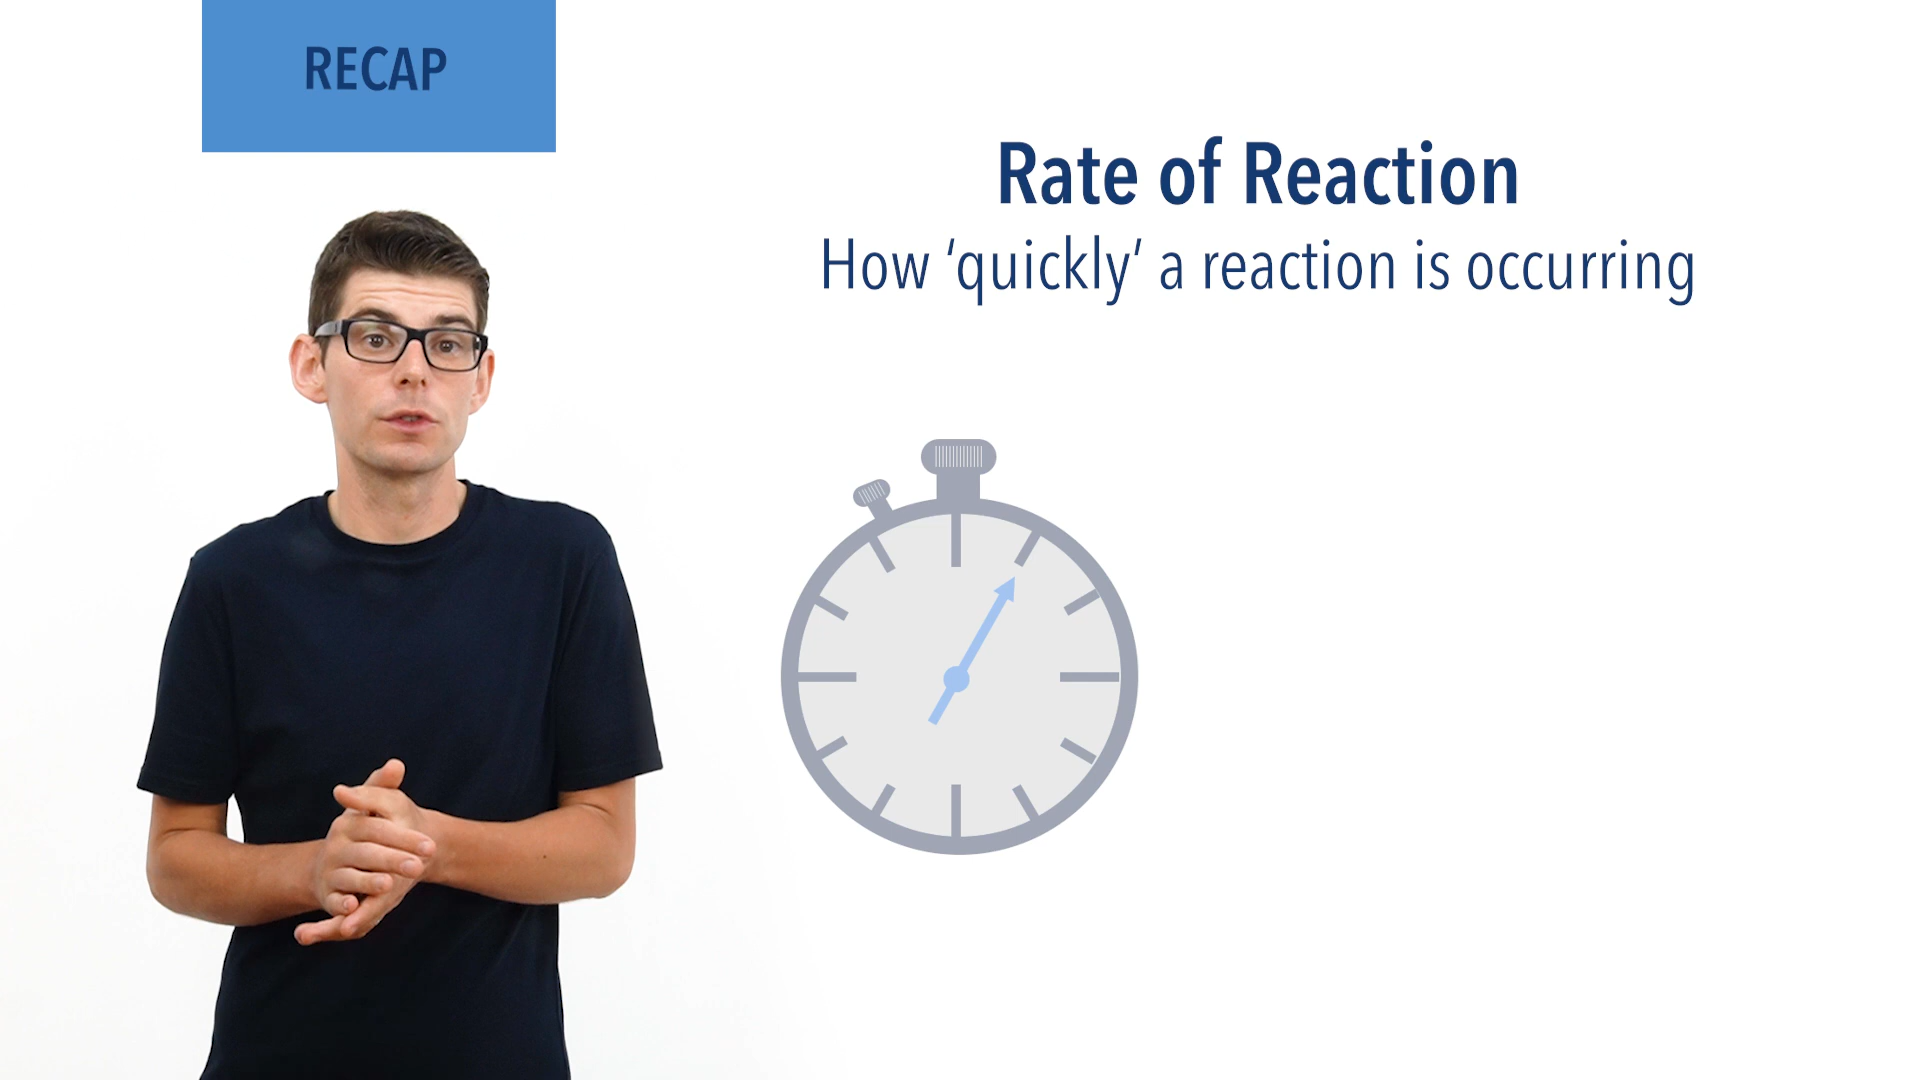 RECAP
Rate of Reaction
How ‘quickly’ a reaction is occurring